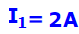 I₁ = 2A